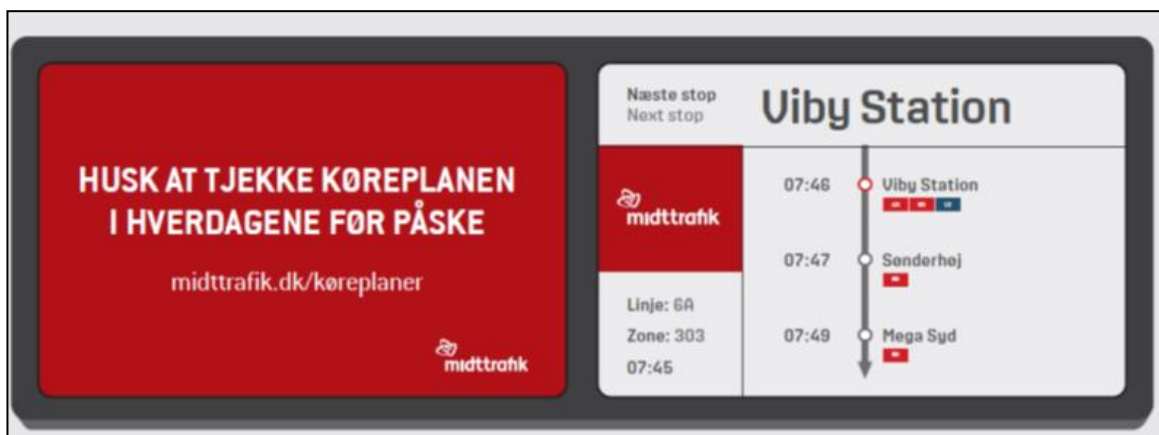 HUSK AT TJEKKE KØREPLANEN
I HVERDAGENE FØR PÅSKE
midttrafik.dk/køreplaner
midttrafik
Næste stop
Next stop
Viby Station
midttrafik
Linje: 6A
Zone: 303
07:45
07:46 Viby Station
07:47 Sønderhøj
07:49 Mega Syd